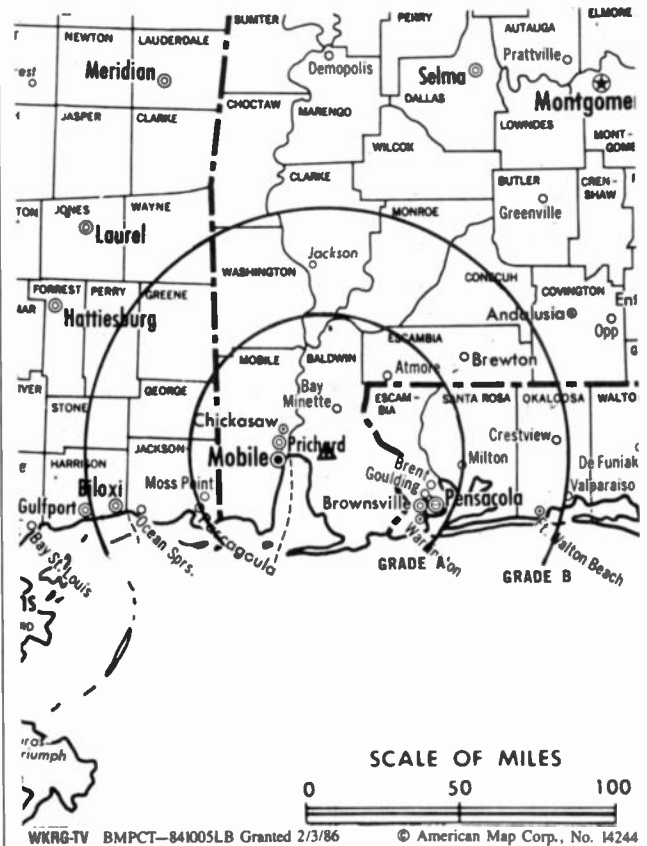 SUMTER
PERRY
ELMORE
NEWTON
LAUDERDALE
AUTAUGA
Prattville
Demopolis
Meridian
Selma
DALLAS
Montgomer
CHOCTAW
MARENGO
LOWNDES
JASPER
CLARKE
MONT-
GOME
WILCOX
CLARKE
BUTLER
CREN-
SHAW
JONES
WAYNE
MONROE
Greenville
Laurel
Jackson
WASHINGTON
CONECUH
COVINGTON
FORREST
PERRY
GREENE
Hattiesburg
Andalusia
Opp
ESCAMBIA
MOBILE
BALDWIN
Brewton
Atmore
GEORGE
Bay
Minette
ESCAM-
BIA
SANTA ROSA
OKALOOSA
WALTO
STONE
Chickasaw
Prichard
Crestview
JACKSON
Mobile
Milton
HARRISON
De Funiak
Moss Point
Brent
Goulding
Valparaiso
Biloxi
Gulfport
Brownsville
Pensacola
Ocean Sprs.
Pascagoula
Ft. Walton Beach
Bay St. Louis
GRADE A
GRADE B
riumph
SCALE OF MILES
0 50 100
WKRG-TV BMPCT—841005LB Granted 2/3/86 © American Map Corp., No. 14244